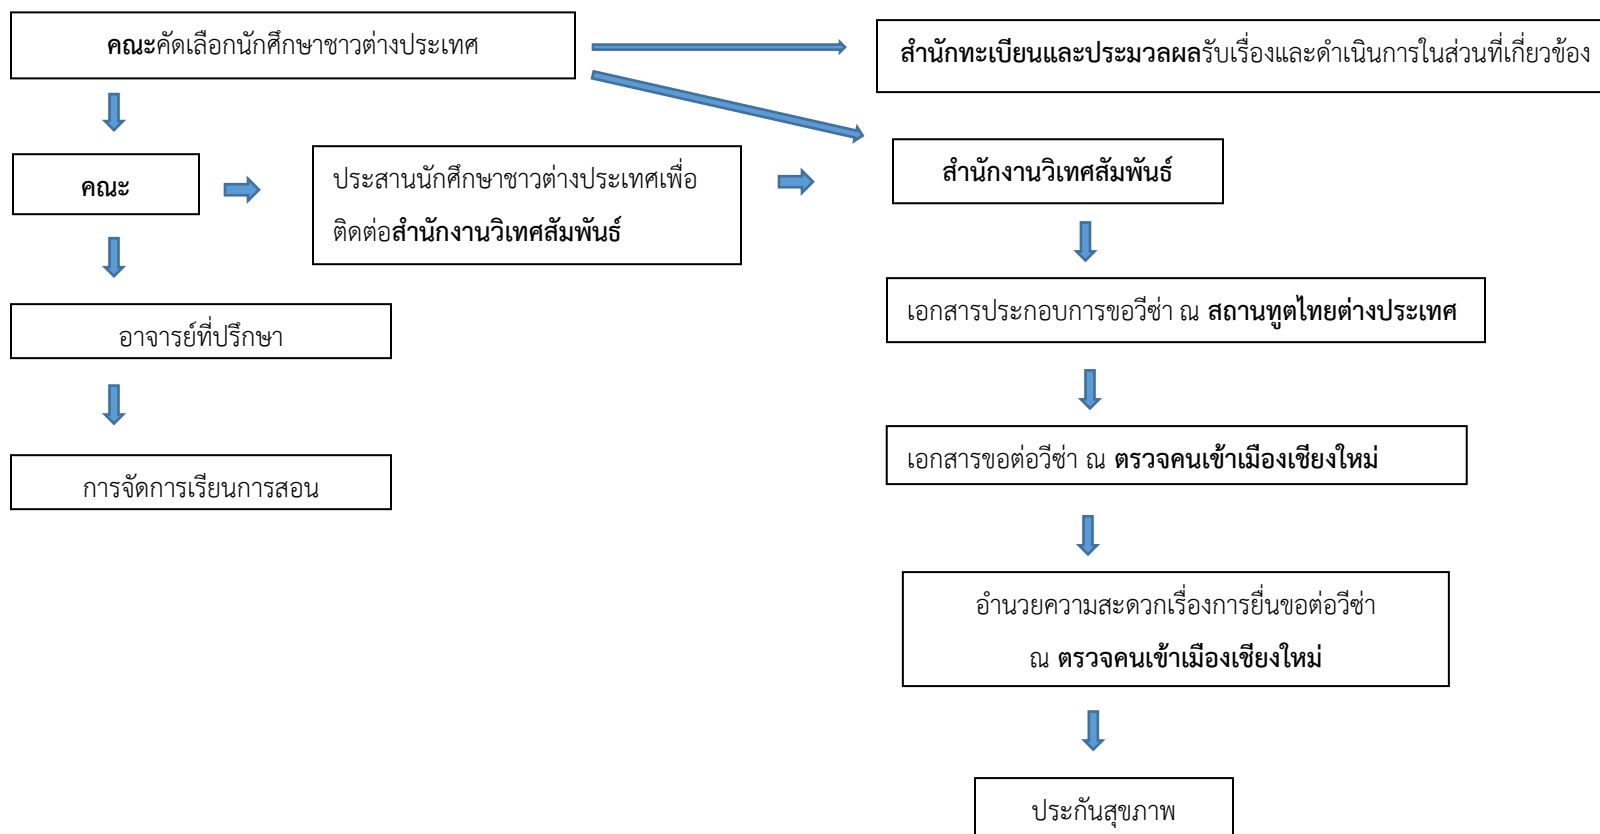 คณะคัดเลือกนักศึกษาชาวต่างประเทศ
สำนักทะเบียนและประมวลผลรับเรื่องและดำเนินการในส่วนที่เกี่ยวข้อง
คณะ
ประสานนักศึกษาชาวต่างประเทศเพื่อ
ติดต่อสำนักงานวิเทศสัมพันธ์
สำนักงานวิเทศสัมพันธ์
อาจารย์ที่ปรึกษา
เอกสารประกอบการขอวีซ่า ณ สถานทูตไทยต่างประเทศ
การจัดการเรียนการสอน
เอกสารขอต่อวีซ่า ณ ตรวจคนเข้าเมืองเชียงใหม่
อำนวยความสะดวกเรื่องการยื่นขอต่อวีซ่า
ณ ตรวจคนเข้าเมืองเชียงใหม่
ประกันสุขภาพ